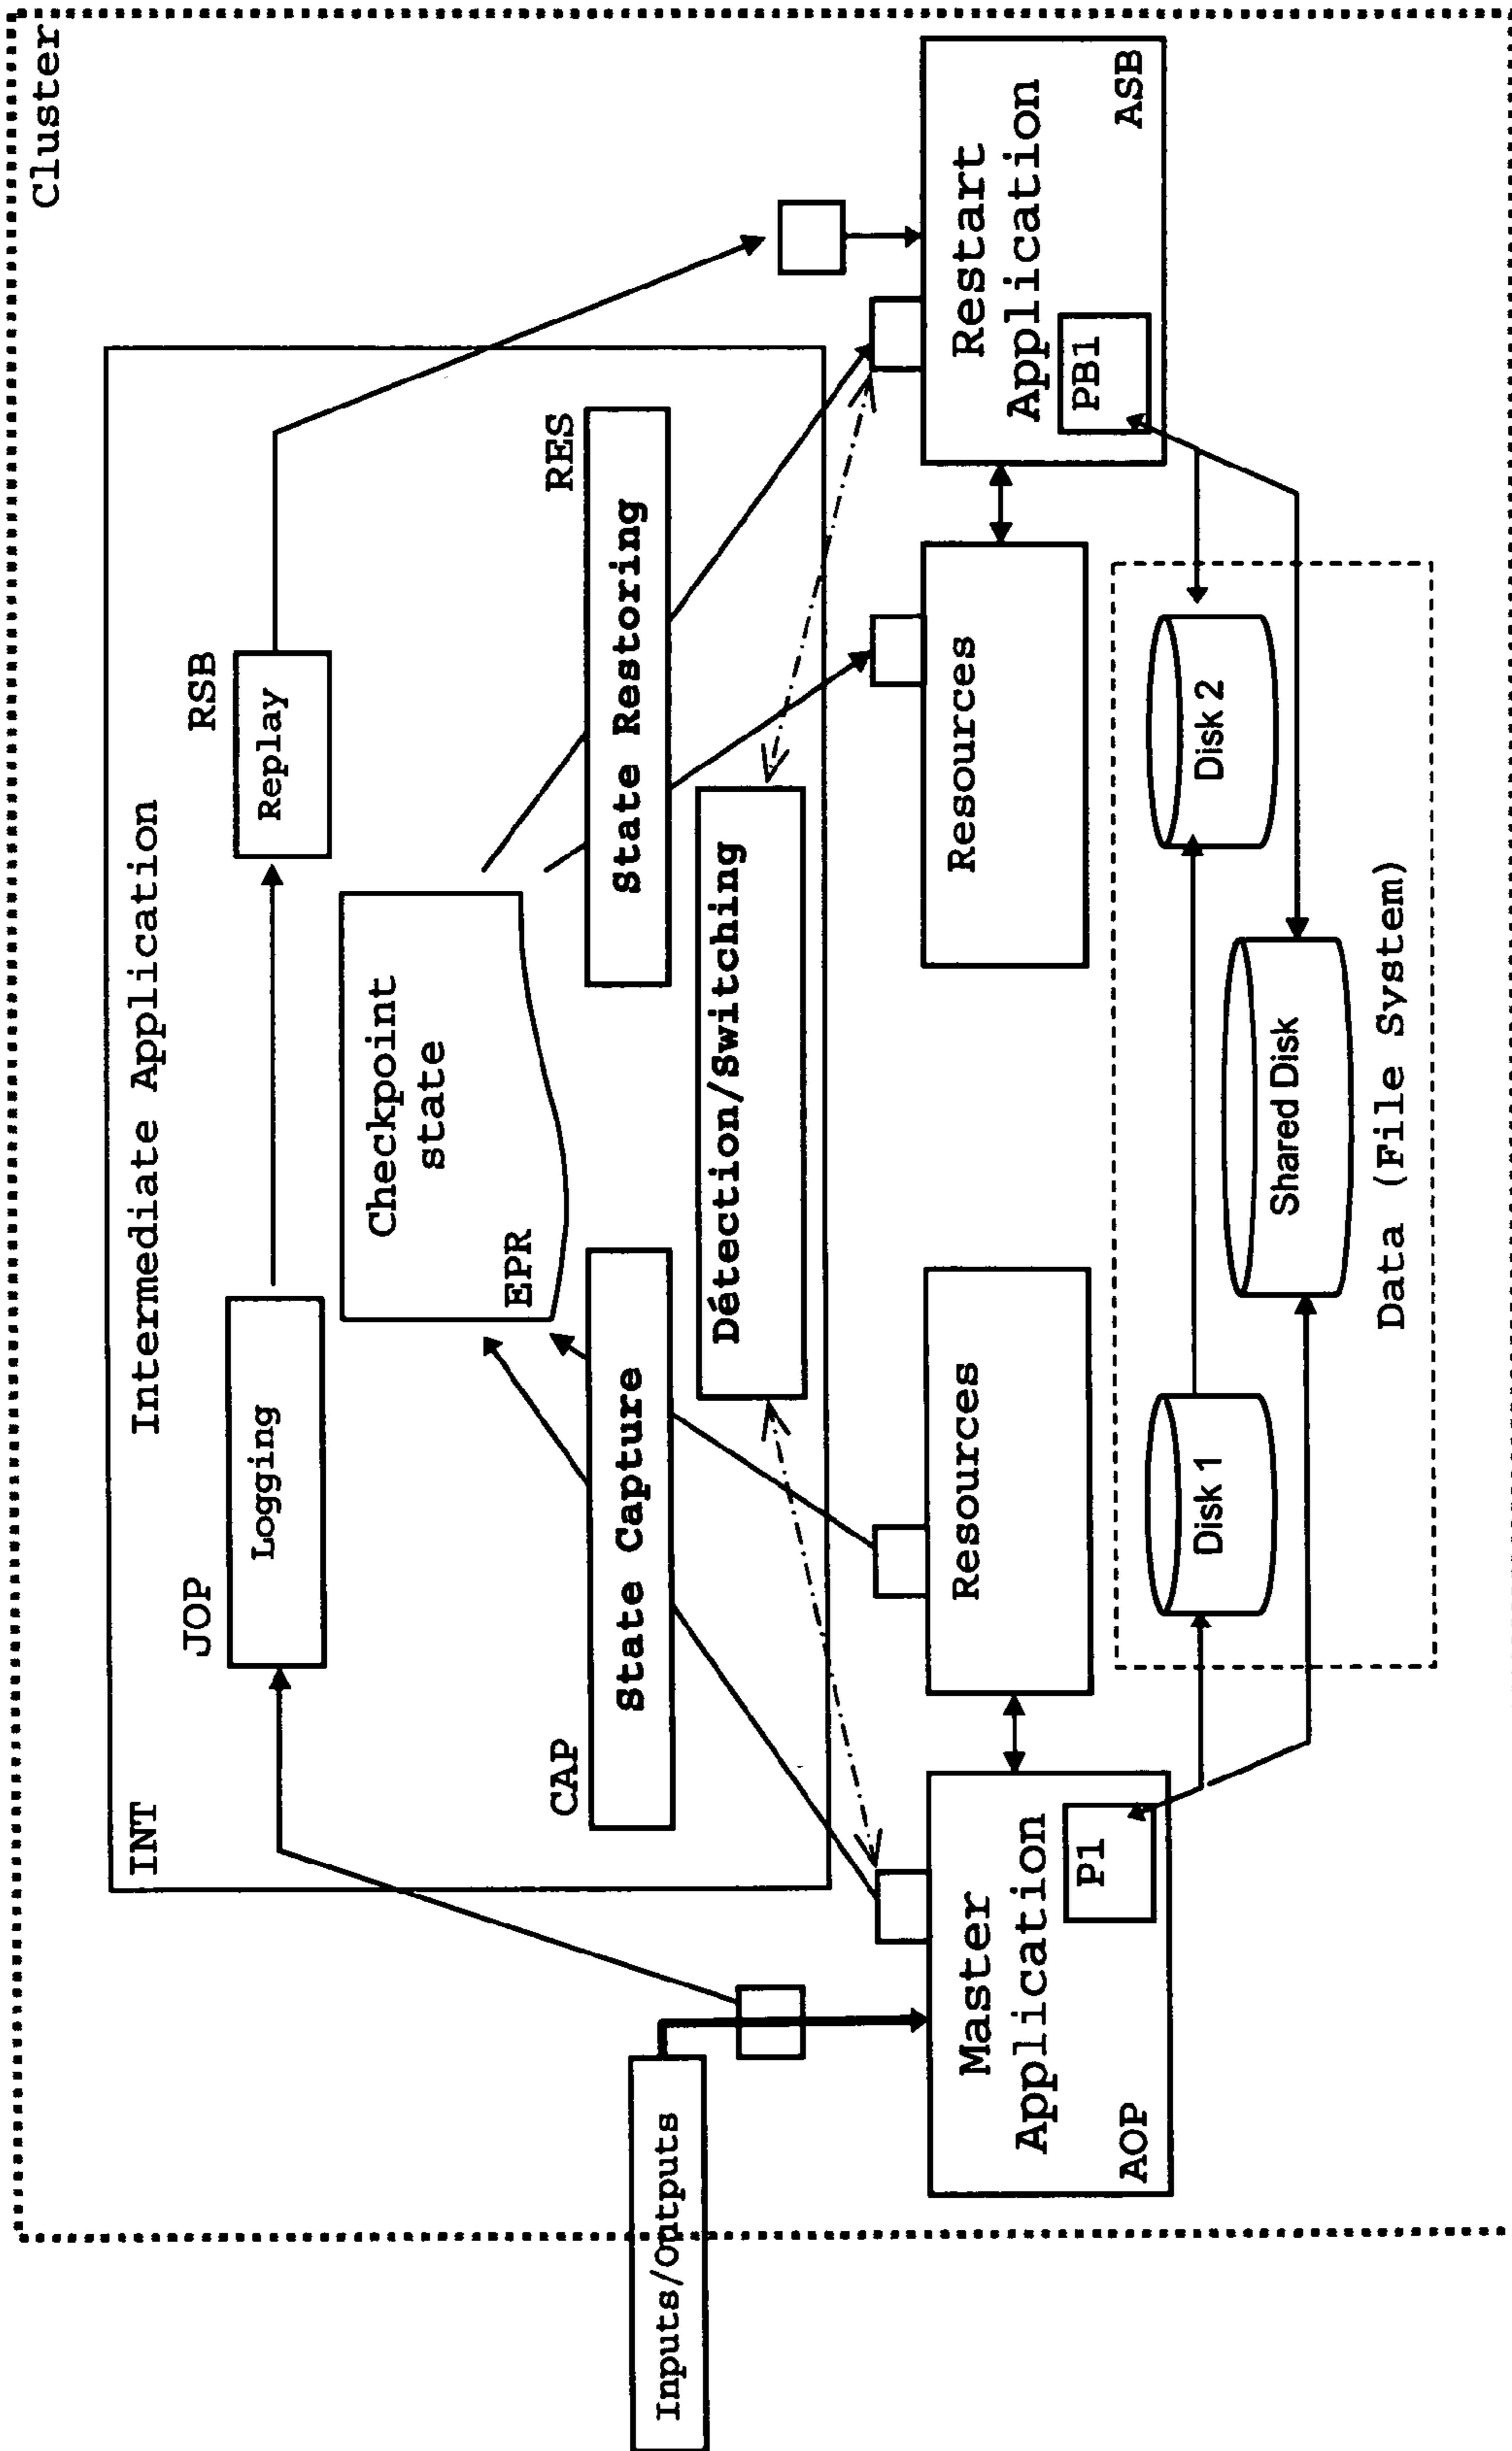 Cluster
INT
Intermediate Application
JOP
Logging
RSB
Replay
Checkpoint
state
EPR
CAP
State Capture
RES
State Restoring
Détection/Switching
Inputs/Outputs
Master
Application
AOP
P1
Resources
Resources
Restart
Application
ASB
PB1
Disk 1
Disk 2
Shared Disk
Data (File System)